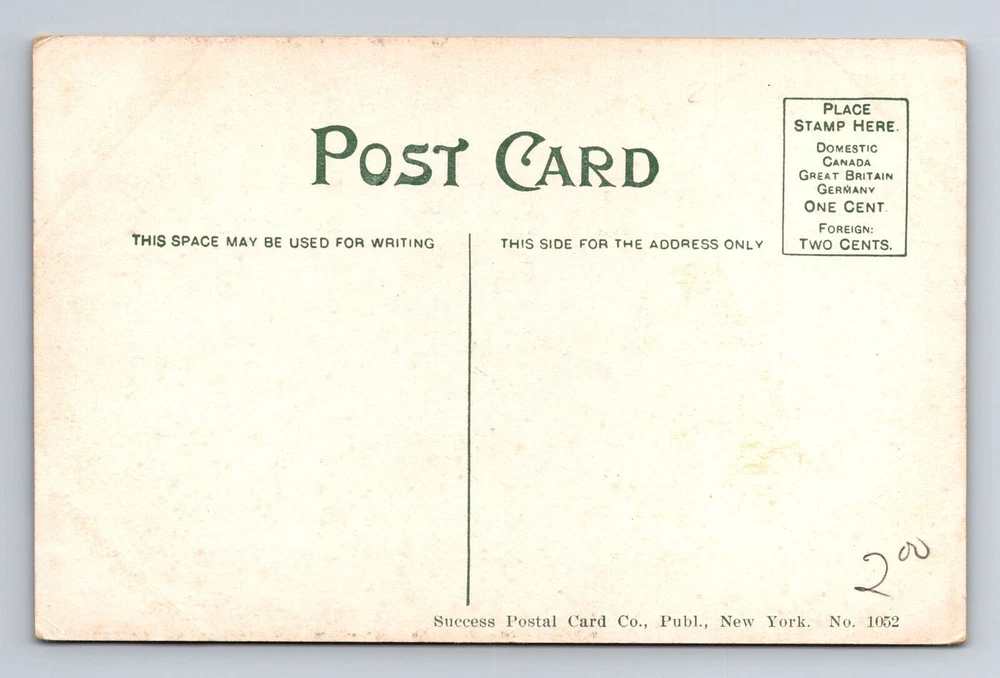 POST CARD
PLACE
STAMP HERE.
DOMESTIC
CANADA
GREAT BRITAIN
GERMANY
ONE CENT.
FOREIGN:
TWO CENTS.
THIS SPACE MAY BE USED FOR WRITING
THIS SIDE FOR THE ADDRESS ONLY
2 00
Success Postal Card Co., Publ., New York. No. 1052